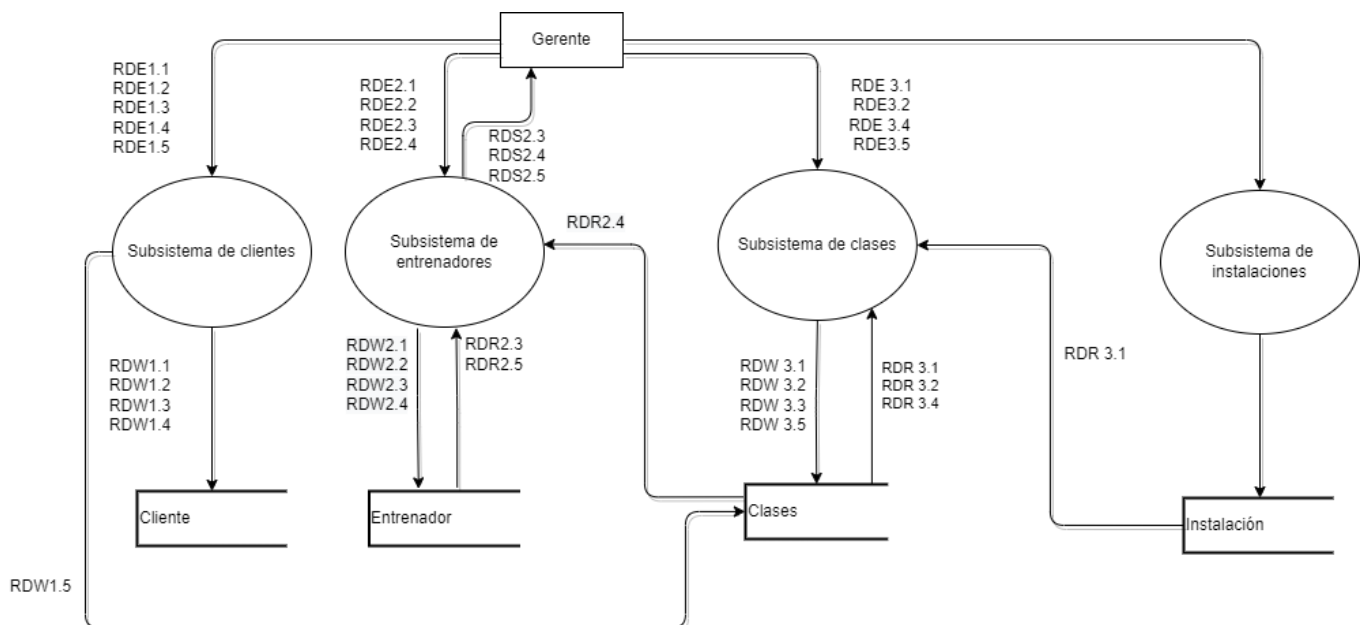 Gerente
RDE1.1
RDE1.2
RDE1.3
RDE1.4
RDE1.5
RDE2.1
RDE2.2
RDE2.3
RDE2.4
RDS2.3
RDS2.4
RDS2.5
RDE 3.1
RDE3.2
RDE 3.4
RDE3.5
Subsistema de clientes
Subsistema de
entrenadores
RDR2.4
Subsistema de clases
Subsistema de
instalaciones
RDW1.1
RDW1.2
RDW1.3
RDW1.4
RDW2.1
RDW2.2
RDW2.3
RDW2.4
RDR2.3
RDR2.5
RDW 3.1
RDW 3.2
RDW 3.3
RDW 3.5
RDR 3.1
RDR 3.2
RDR 3.4
RDR 3.1
Cliente
Entrenador
Clases
Instalación
RDW1.5